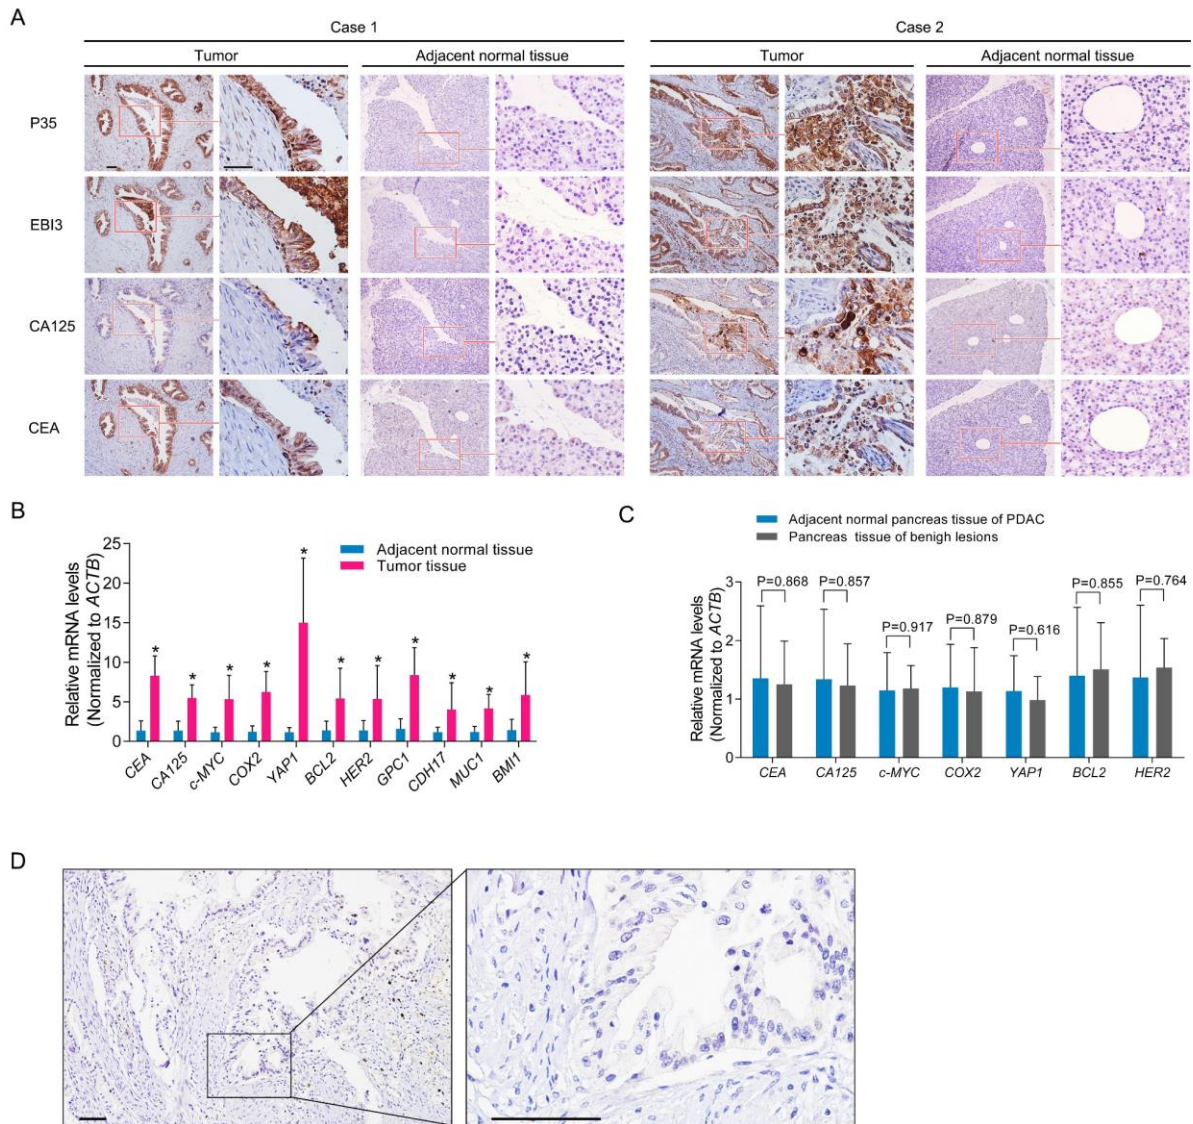 A
Case 1
Case 2
Tumor
Adjacent normal tissue
Tumor
Adjacent normal tissue
P35
EBI3
CA125
CEA
B
Relative mRNA levels
(Normalized to ACTB)
25
20
15
10
5
0
Adjacent normal tissue
Tumor tissue
* * * * * * * * * * *
CEA CA125 c-MYC COX2 YAP1 BCL2 HER2 GPC1 CDH17 MUC1 BMI1
C
Adjacent normal pancreas tissue of PDAC
Pancreas tissue of benigh lesions
Relative mRNA levels
(Normalized to ACTB)
3
2
1
0
P=0.868 P=0.857 P=0.917 P=0.879 P=0.616 P=0.855 P=0.764
CEA CA125 c-MYC COX2 YAP1 BCL2 HER2
D